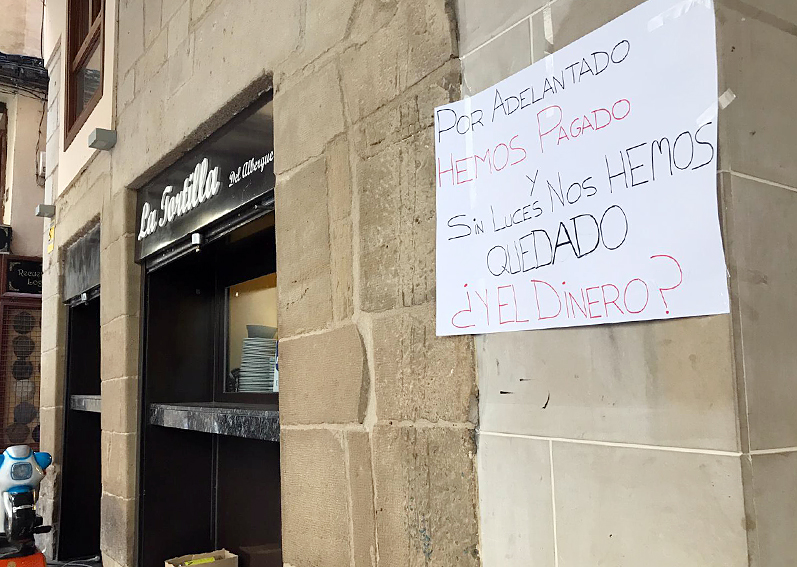 La Tortilla
Del Albergue
POR ADELANTADO
HEMOS PAGADO
Y
SIN LUCES NOS HEMOS
QUEDADO
¿Y EL DINERO?